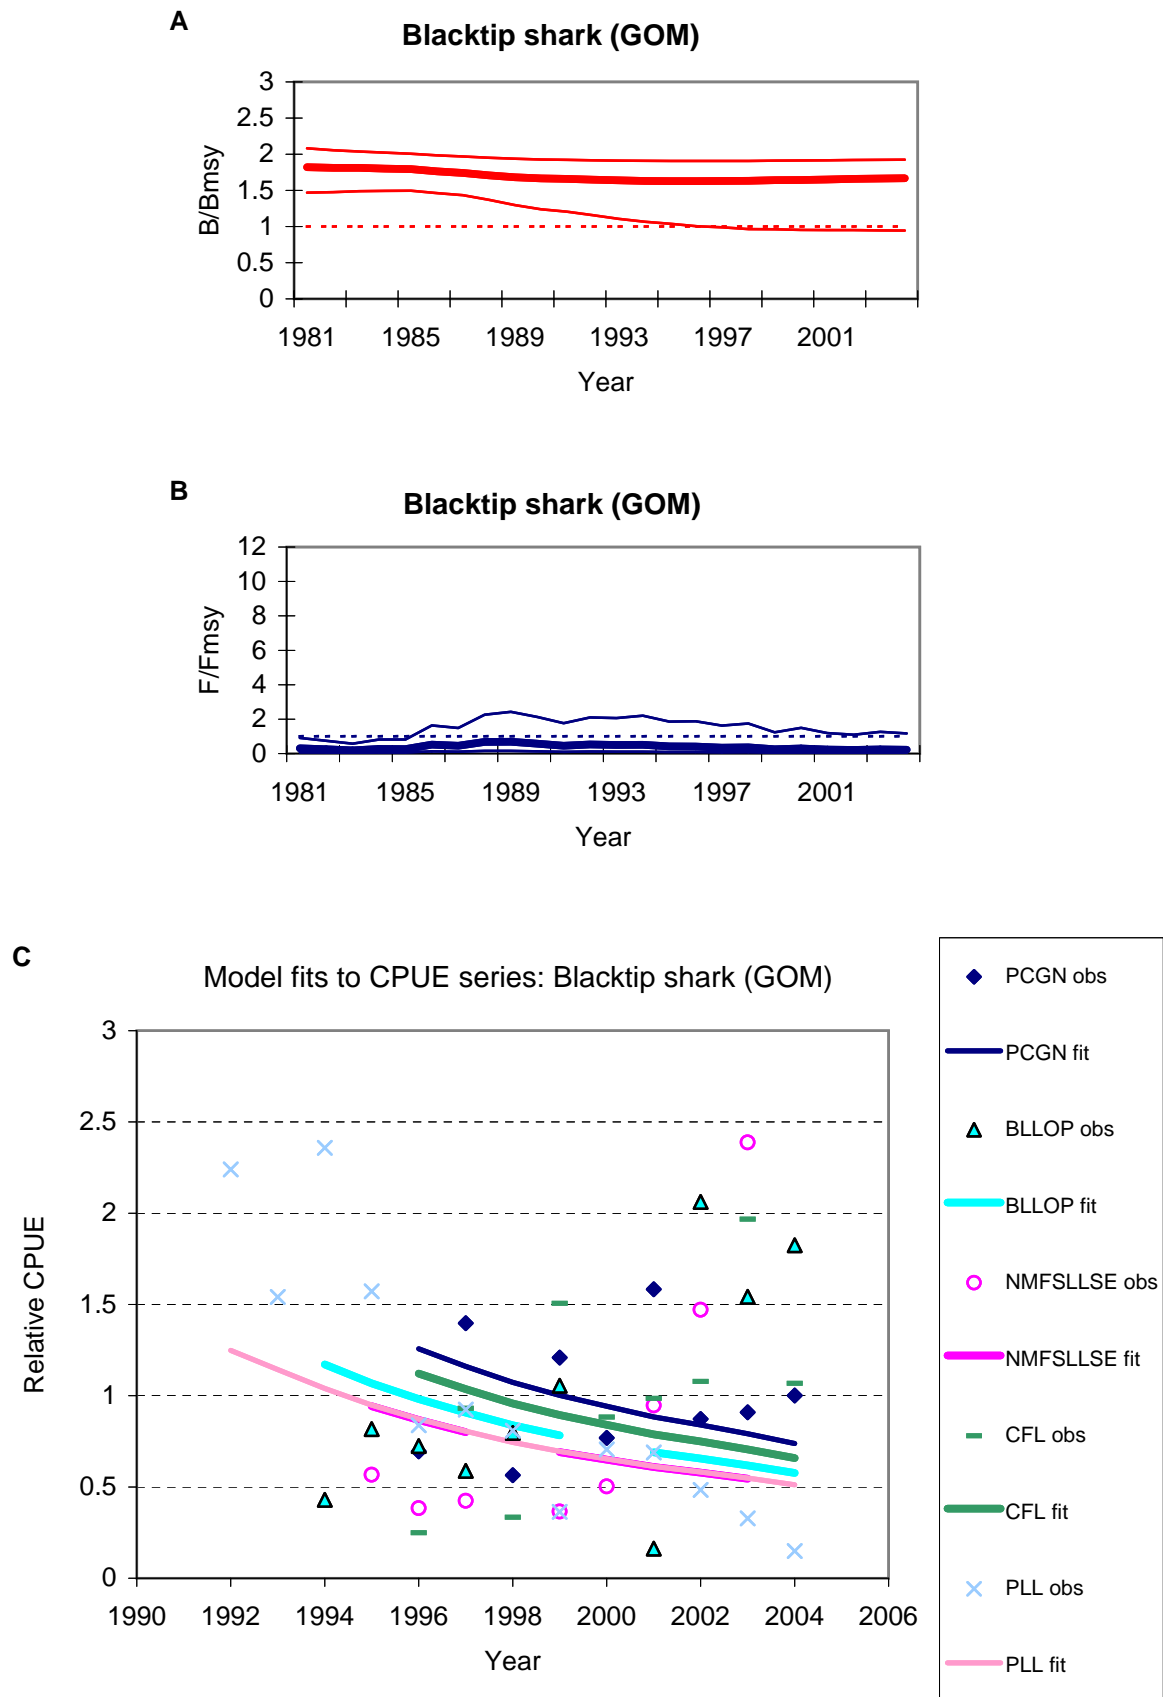 A
Blacktip shark (GOM)
3
2.5
2
1.5
1
0.5
0
B/Bmsy
1981 1985 1989 1993 1997 2001
Year
B
Blacktip shark (GOM)
12
10
8
6
4
2
0
F/Fmsy
1981 1985 1989 1993 1997 2001
Year
C
Model fits to CPUE series: Blacktip shark (GOM)
3
2.5
2
1.5
1
0.5
0
Relative CPUE
1990 1992 1994 1996 1998 2000 2002 2004 2006
Year
PCGN obs
PCGN fit
BLLOP obs
BLLOP fit
NMFSLLSE obs
NMFSLLSE fit
CFL obs
CFL fit
PLL obs
PLL fit